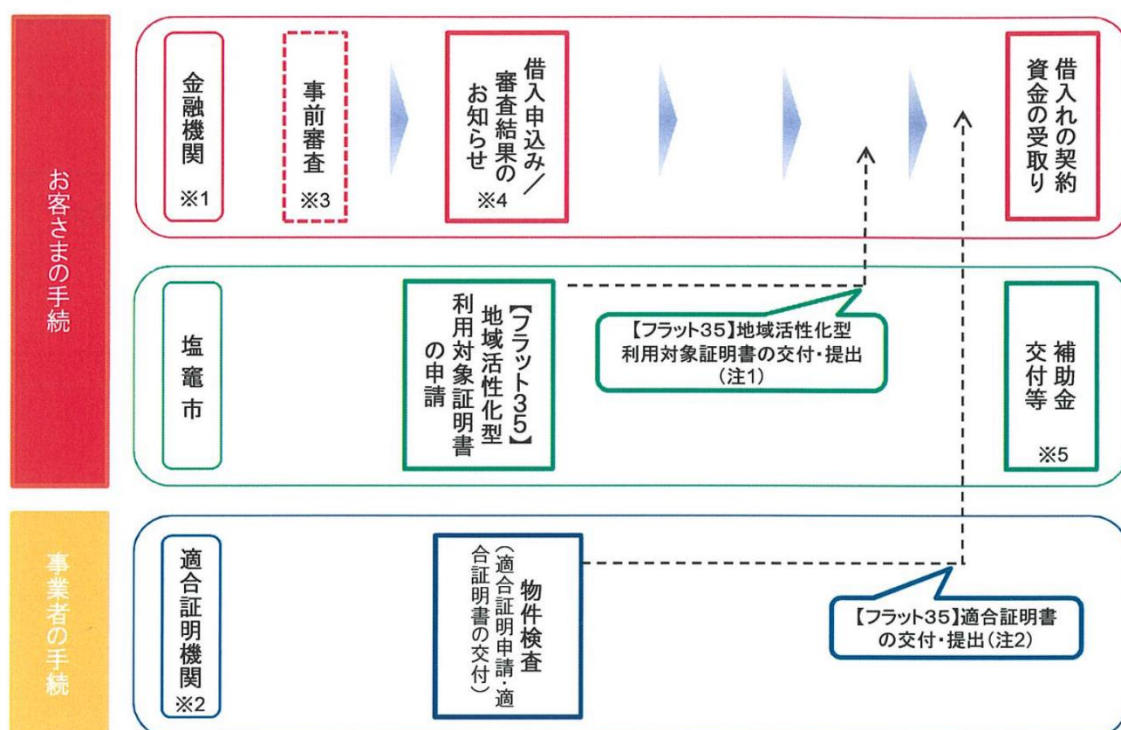 お客さまの手続
金融機関
※1
事前審査
※3
借入申込み／
審査結果の
お知らせ
※4
借入れの契約
資金の受取り
塩竈市
【フラット35】
地域活性化型
利用対象証明書
の申請
【フラット35】地域活性化型
利用対象証明書の交付・提出
(注1)
補助金
交付等
※5
事業者の手続
適合証明機関
※2
物件検査
（適合証明申請・適
合証明書の交付）
【フラット35】適合証明書
の交付・提出(注2)